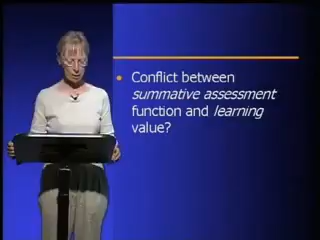 • Conflict between
summative assessment
function and learning
value?